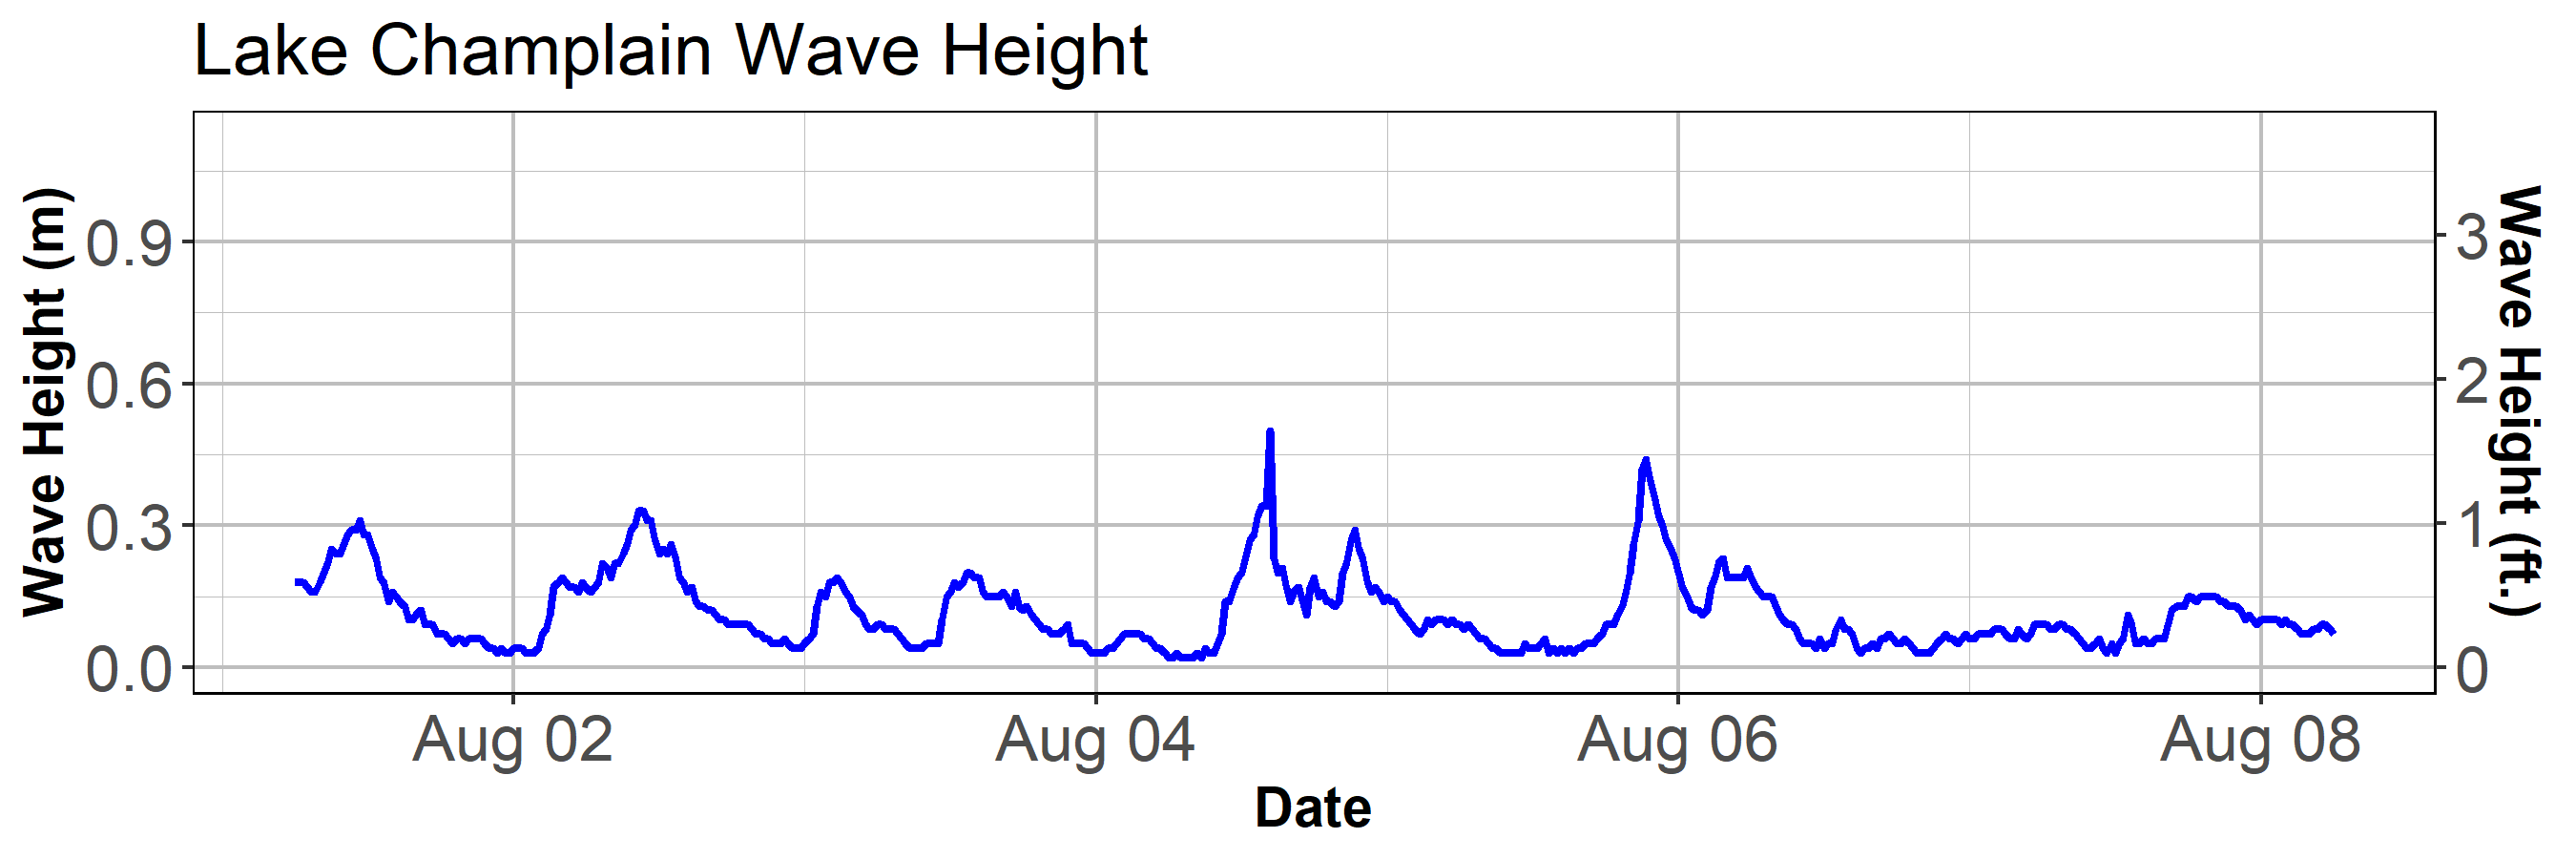 Lake Champlain Wave Height
Wave Height (m)
0.9
0.6
0.3
0.0
3
2
1
0
Wave Height (ft.)
Aug 02
Aug 04
Aug 06
Aug 08
Date